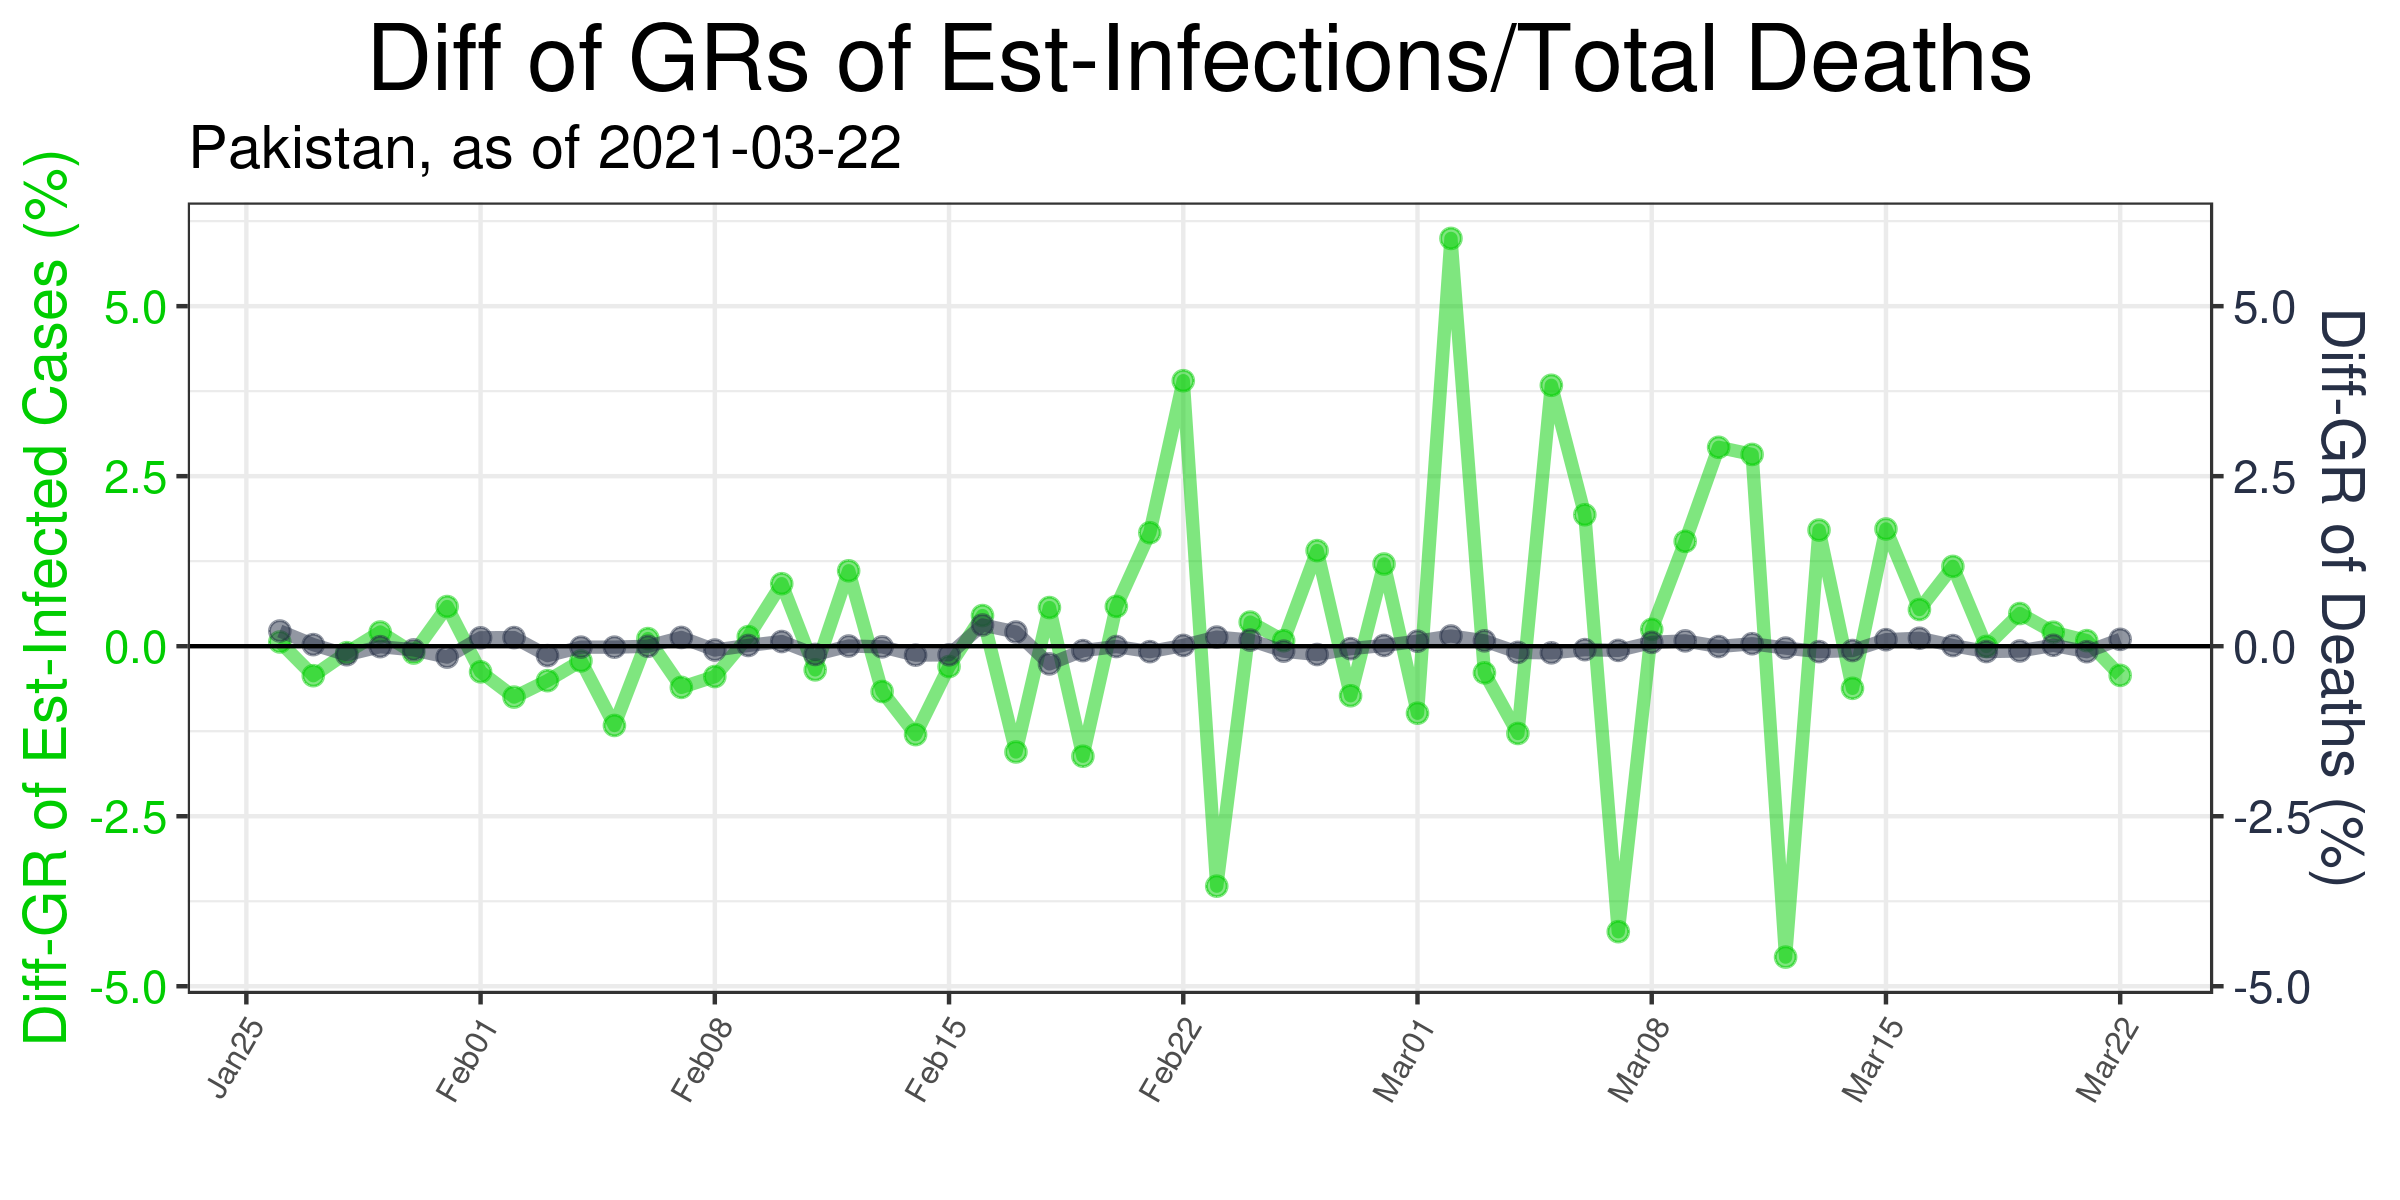 Diff of GRs of Est-Infections/Total Deaths
Pakistan, as of 2021-03-22
Diff-GR of Est-Infected Cases (%)
5.0
2.5
0.0
-2.5
-5.0
5.0
2.5
0.0
-2.5
-5.0
Diff-GR of Deaths (%)
Jan25
Feb01
Feb08
Feb15
Feb22
Mar01
Mar08
Mar15
Mar22